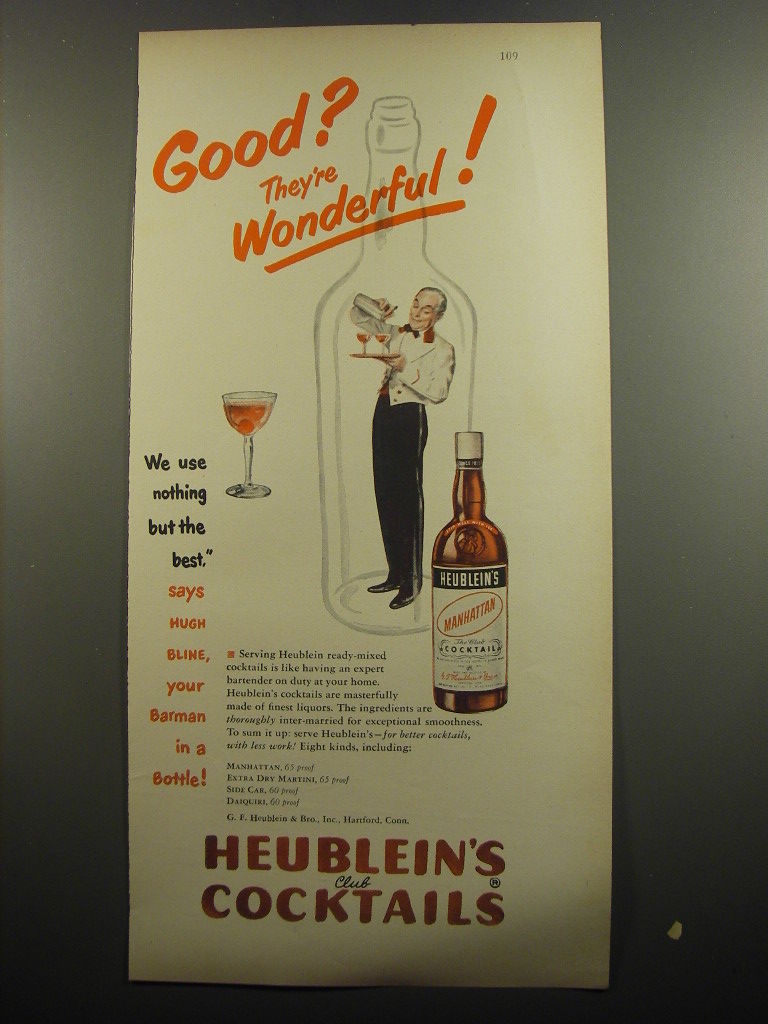 109
Good?
They're
Wonderful!
We use
nothing
but the
best,"
says
HUGH
BLINE,
your
Barman
in a
Bottle!
HEUBLEIN'S
MANHATTAN
The Club
COCKTAIL
Serving Heublein ready-mixed
cocktails is like having an expert
bartender on duty at your home.
Heublein's cocktails are masterfully
made of finest liquors. The ingredients are
thoroughly inter-married for exceptional smoothness.
To sum it up: serve Heublein's—for better cocktails,
with less work! Eight kinds, including:
MANHATTAN, 65 proof
EXTRA DRY MARTINI, 65 proof
SIDE CAR, 60 proof
DAIQUIRI, 60 proof
G. F. Heublein & Bro., Inc., Hartford, Conn.
HEUBLEIN'S
Club ®
COCKTAILS